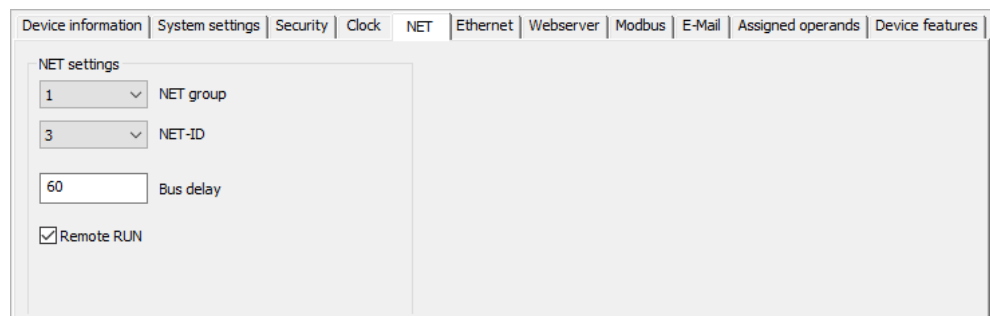 Device information System settings Security Clock NET Ethernet Webserver Modbus E-Mail Assigned operands Device features
NET settings
1 NET group
3 NET-ID
60 Bus delay
Remote RUN